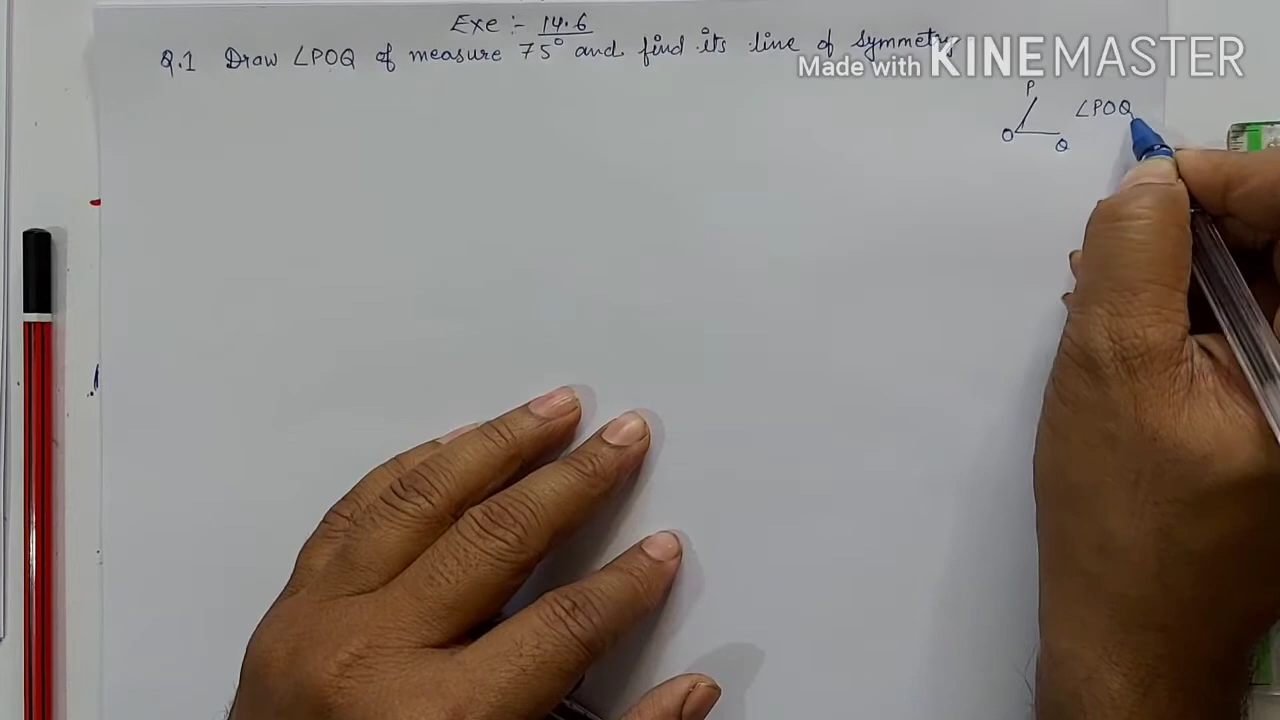 Exe :- 14.6
Q.1 Draw ∠POQ of measure 75° and find its line of symmetry.
Made with KINEMASTER
P ∠POQ
O Q